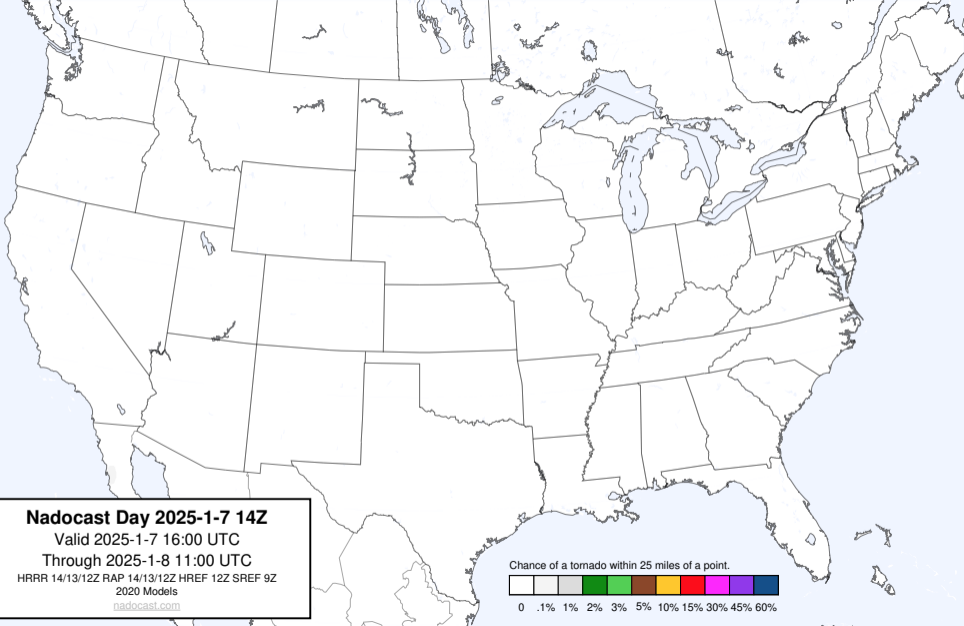 Nadocast Day 2025-1-7 14Z
Valid 2025-1-7 16:00 UTC
Through 2025-1-8 11:00 UTC
HRRR 14/13/12Z RAP 14/13/12Z HREF 12Z SREF 9Z
2020 Models
nadocast.com
Chance of a tornado within 25 miles of a point.
0 .1% 1% 2% 3% 5% 10% 15% 30% 45% 60%